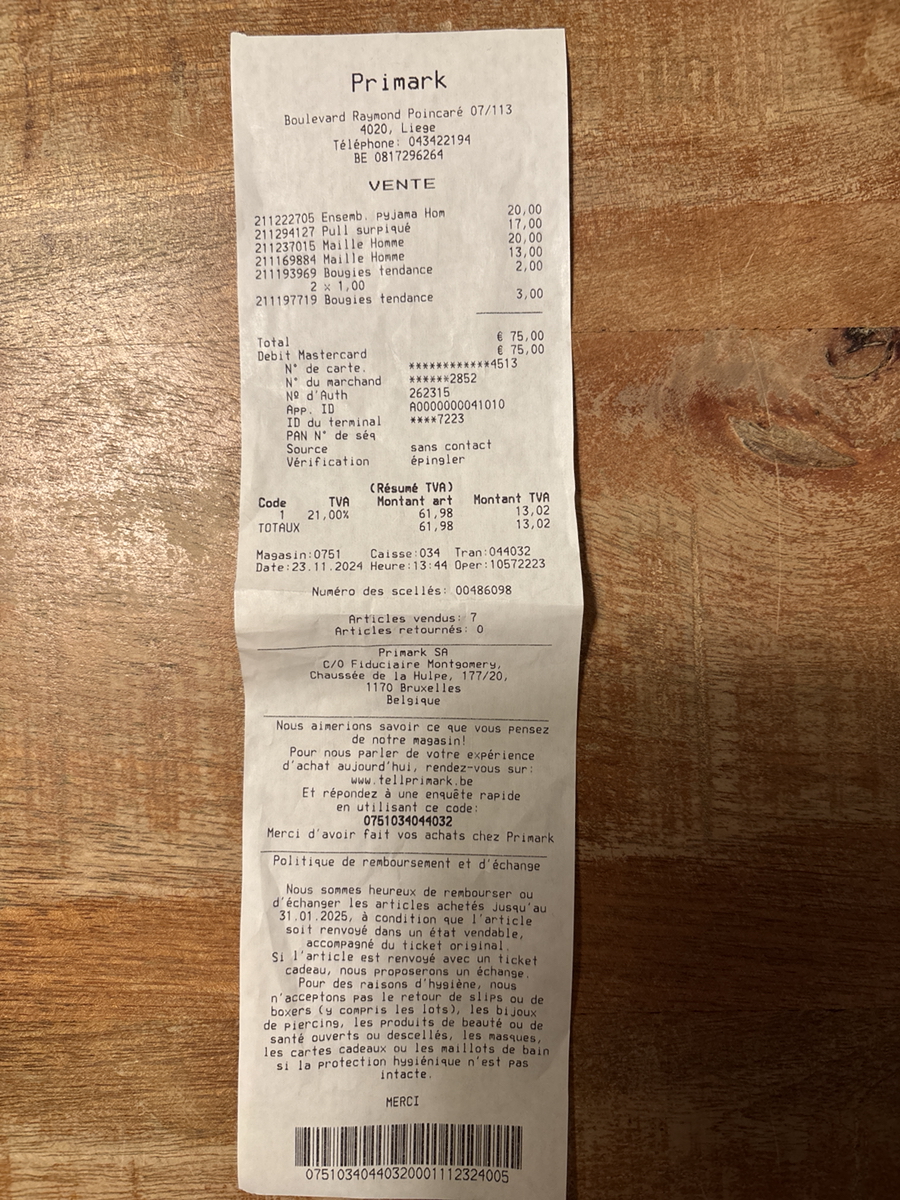 Primark
Boulevard Raymond Poincaré 07/113
4020, Liege
Téléphone: 043422194
BE 0817296264
VENTE
211222705 Ensemb. pyjama Hom 20,00
211294127 Pull surpiqué 17,00
211237015 Maille Homme 20,00
211169884 Maille Homme 13,00
211193969 Bougies tendance 2,00
2 x 1,00
211197719 Bougies tendance 3,00
Total € 75,00
Debit Mastercard € 75,00
N° de carte. ************4513
N° du marchand ******2852
Nº d'Auth 262315
App. ID A0000000041010
ID du terminal ****7223
PAN N° de séq
Source sans contact
Vérification épingler
(Résumé TVA)
Code TVA Montant art Montant TVA
1 21,00% 61,98 13,02
TOTAUX 61,98 13,02
Magasin:0751 Caisse:034 Tran:044032
Date:23.11.2024 Heure:13:44 Oper:10572223
Numéro des scellés: 00486098
Articles vendus: 7
Articles retournés: 0
Primark SA
C/O Fiduciaire Montgomery,
Chaussée de la Hulpe, 177/20,
1170 Bruxelles
Belgique
Nous aimerions savoir ce que vous pensez
de notre magasin!
Pour nous parler de votre expérience
d'achat aujourd'hui, rendez-vous sur:
www.tellprimark.be
Et répondez à une enquête rapide
en utilisant ce code:
0751034044032
Merci d'avoir fait vos achats chez Primark
Politique de remboursement et d'échange
Nous sommes heureux de rembourser ou
d'échanger les articles achetés jusqu'au
31.01.2025, à condition que l'article
soit renvoyé dans un état vendable,
accompagné du ticket original.
Si l'article est renvoyé avec un ticket
cadeau, nous proposerons un échange.
Pour des raisons d'hygiène, nous
n'acceptons pas le retour de slips ou de
boxers (y compris les lots), les bijoux
de piercing, les produits de beauté ou de
santé ouverts ou descellés, les masques,
les cartes cadeaux ou les maillots de bain
si la protection hygiénique n'est pas
intacte.
MERCI
07510340440320001112324005